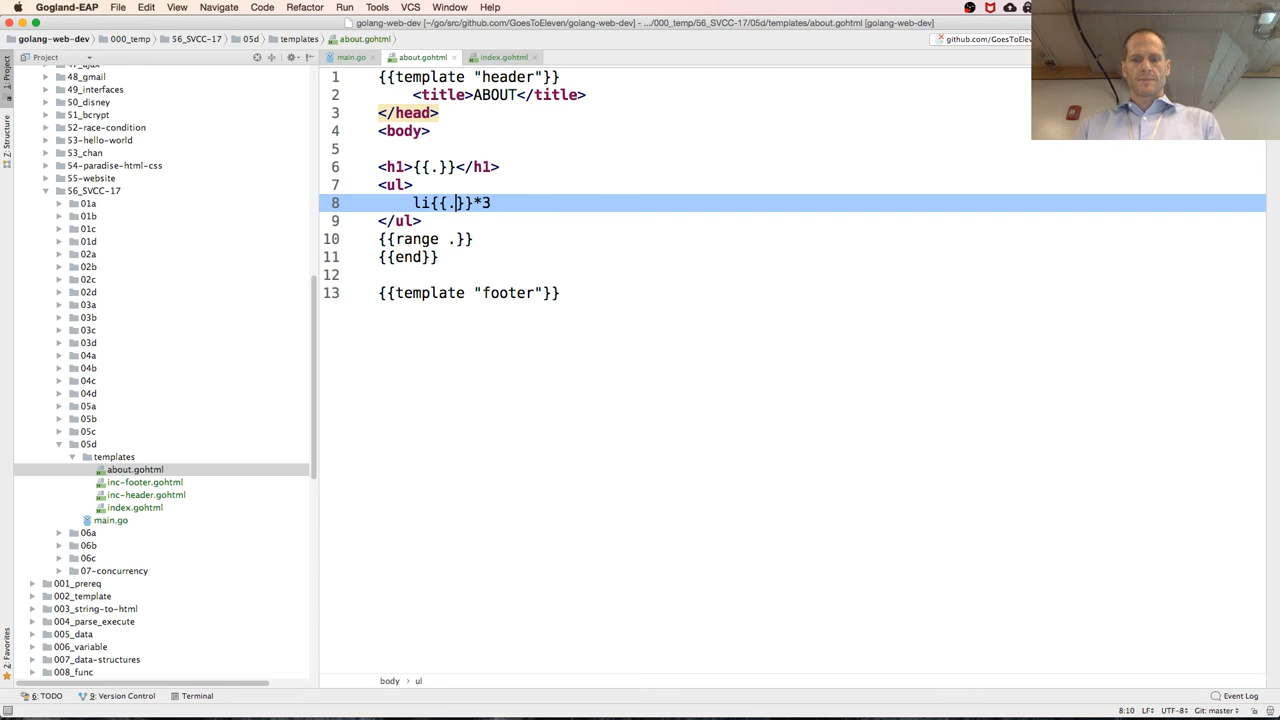 Gogland-EAP File Edit View Navigate Code Refactor Run Tools VCS Window Help
golang-web-dev [~/go/src/github.com/GoesToEleven/golang-web-dev] - .../000_temp/56_SVCC-17/05d/templates/about.gohtml [golang-web-dev]
golang-web-dev 000_temp 56_SVCC-17 05d templates about.gohtml github.com/GoesTo
Project main.go about.gohtml index.gohtml
1: Project
Z: Structure
2: Favorites
48_gmail
49_interfaces
50_disney
51_bcrypt
52-race-condition
53-hello-world
53_chan
54-paradise-html-css
55-website
56_SVCC-17
01a
01b
01c
01d
02a
02b
02c
02d
03a
03b
03c
03d
04a
04b
04c
04d
05a
05b
05c
05d
templates
about.gohtml
inc-footer.gohtml
inc-header.gohtml
index.gohtml
main.go
06a
06b
06c
07-concurrency
001_prereq
002_template
003_string-to-html
004_parse_execute
005_data
006_variable
007_data-structures
008_func
1 {{template "header"}}
2 <title>ABOUT</title>
3 </head>
4 <body>
5
6 <h1>{{.}}</h1>
7 <ul>
8 li{{.}}*3
9 </ul>
10 {{range .}}
11 {{end}}
12
13 {{template "footer"}}
body ul
6: TODO 9: Version Control Terminal Event Log
8:10 LF÷ UTF-8÷ Git: master÷